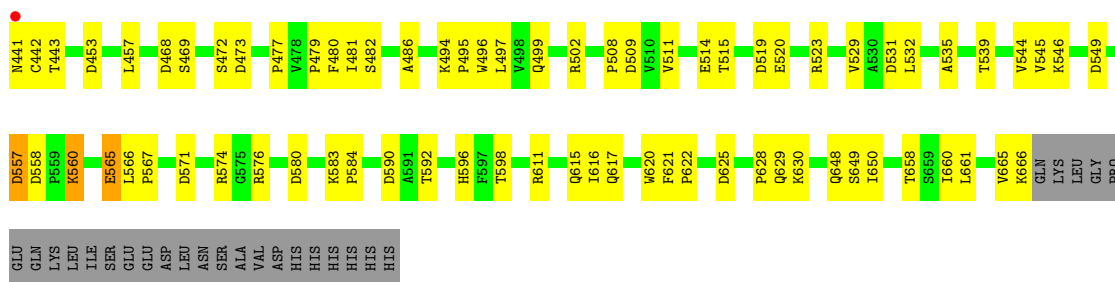 N441 C442 T443 D453 L457 D468 S469 S472 D473 P477 V478 P479 F480 I481 S482 A486 K494 P495 W496 L497 V498 Q499 R502 P508 D509 V510 V511 E514 T515 D519 E520 R523 V529 A530 D531 L532 A535 T539 V544 V545 K546 D549
D557 D558 P559 K560 E565 L566 P567 D571 R574 G575 R576 D580 K583 P584 D590 A591 T592 H596 F597 T598 R611 Q615 I616 Q617 W620 F621 P622 D625 P628 Q629 K630 Q648 S649 I650 T658 S659 I660 L661 V665 K666 GLN LYS LEU GLY PRO
GLU GLN LYS LEU ILE SER GLU GLU ASP LEU ASN SER ALA VAL ASP HIS HIS HIS HIS HIS HIS